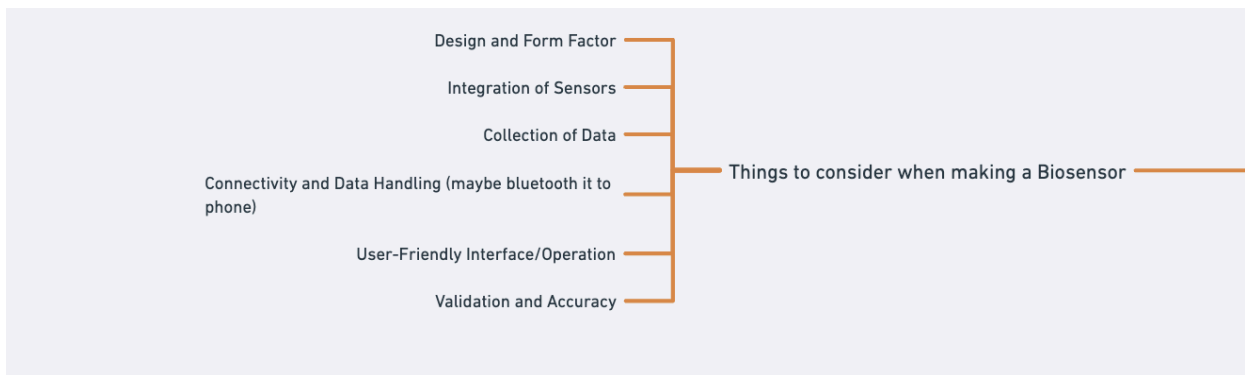 Design and Form Factor
Integration of Sensors
Collection of Data
Connectivity and Data Handling (maybe bluetooth it to
phone)
User-Friendly Interface/Operation
Validation and Accuracy
Things to consider when making a Biosensor